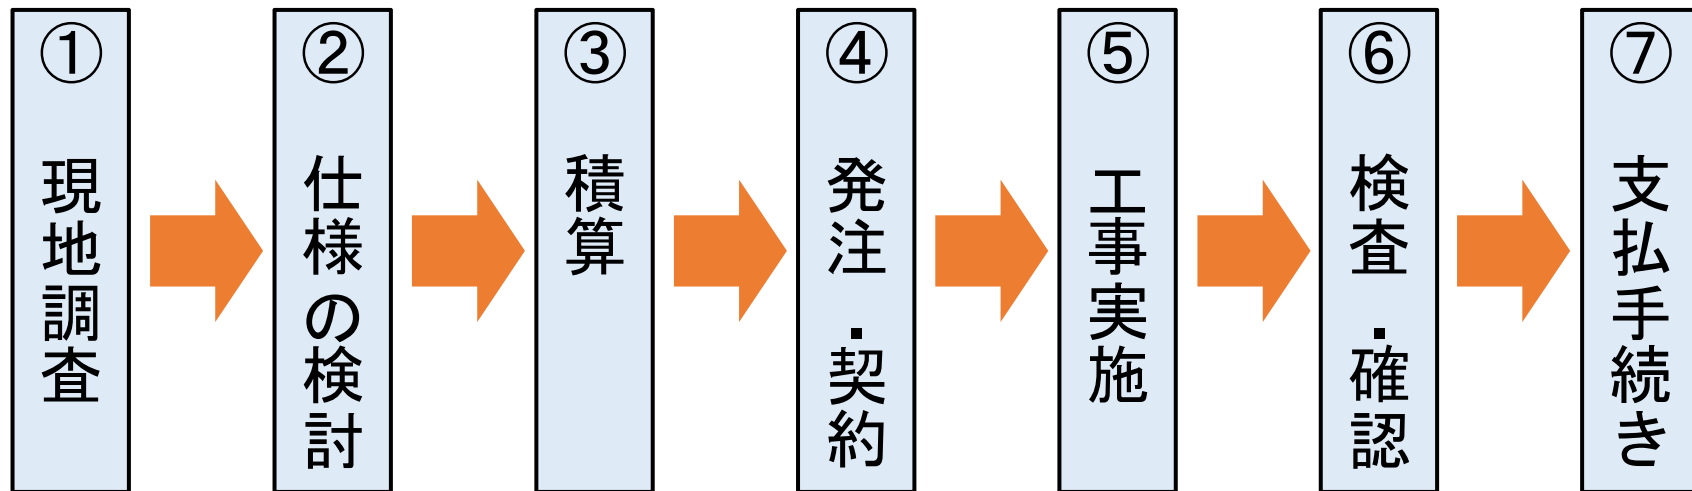 ① 現地調査
② 仕様の検討
③ 積算
④ 発注・契約
⑤ 工事実施
⑥ 検査・確認
⑦ 支払手続き